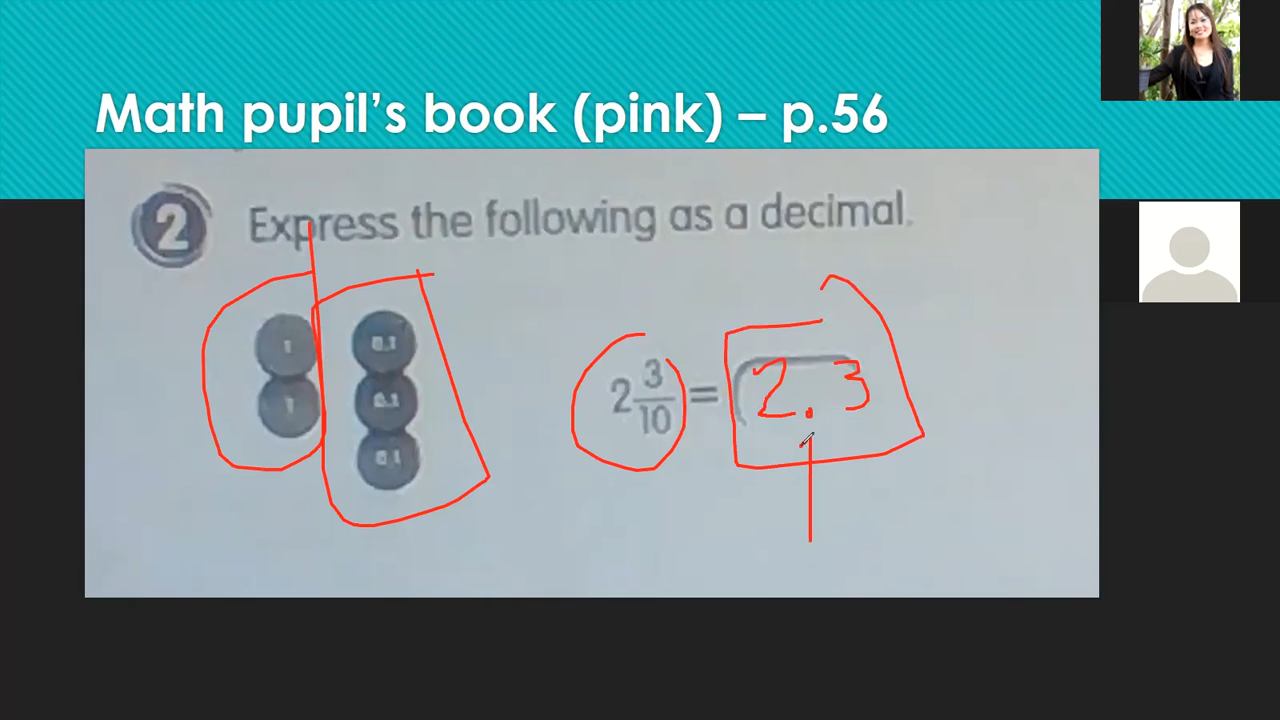 Math pupil’s book (pink) – p.56
2 Express the following as a decimal.
1 0.1
1 0.1
0.1
2 3/10 = 2.3